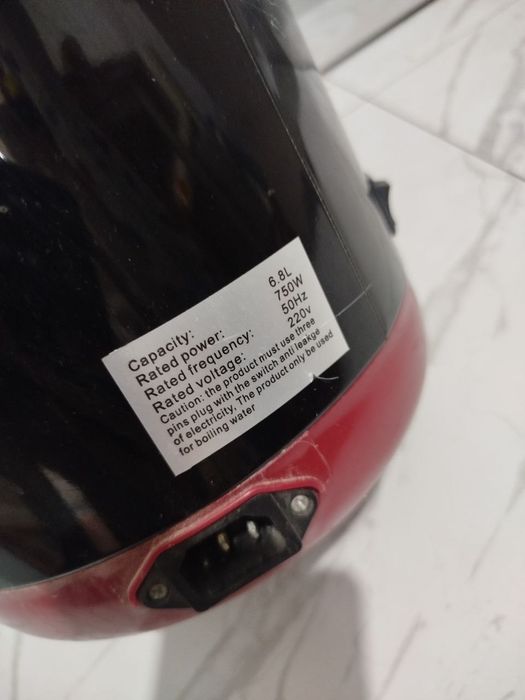 Capacity: 6.8L
Rated power: 750W
Rated frequency: 50Hz
Rated voltage: 220v
Caution: the product must use three
pins plug with the switch anti leakge
of electricity. The product only be used
for boiling water